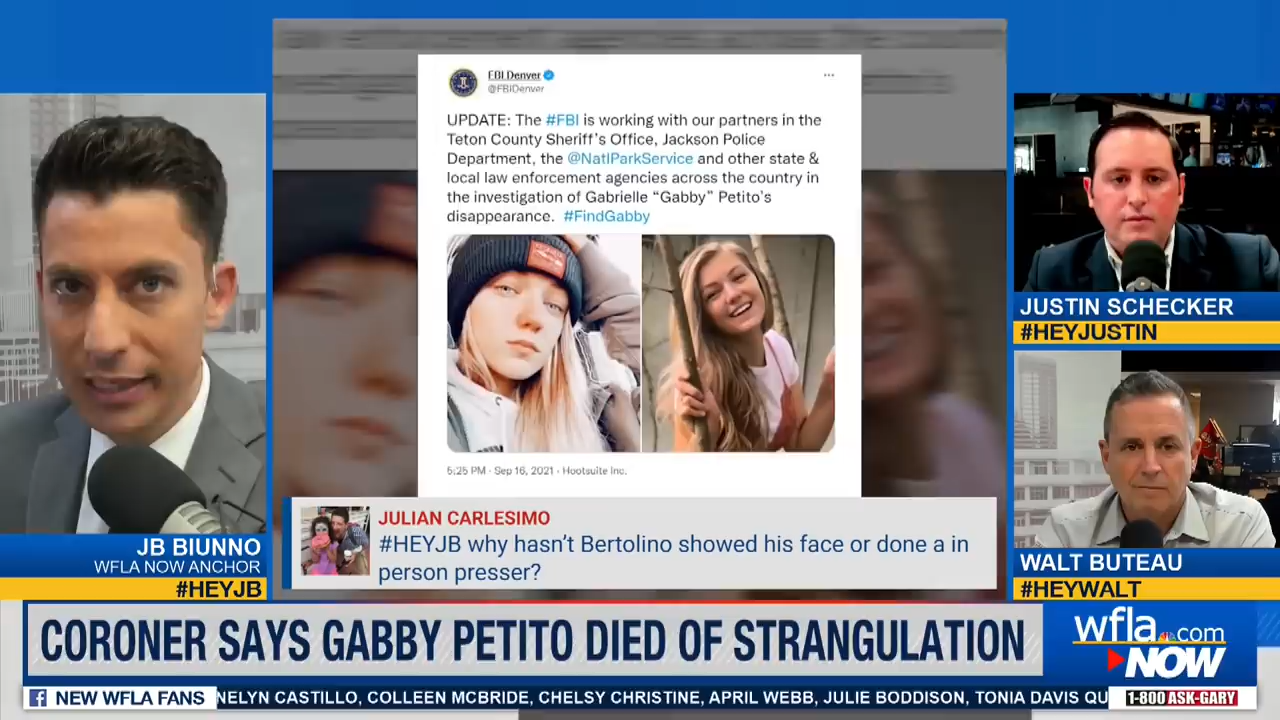 FBI Denver
@FBIDenver
UPDATE: The #FBI is working with our partners in the
Teton County Sheriff's Office, Jackson Police
Department, the @NatlParkService and other state &
local law enforcement agencies across the country in
the investigation of Gabrielle “Gabby” Petito's
disappearance. #FindGabby
5:25 PM · Sep 16, 2021 · Hootsuite Inc.
JULIAN CARLESIMO
#HEYJB why hasn't Bertolino showed his face or done a in
person presser?
JB BIUNNO
WFLA NOW ANCHOR
#HEYJB
JUSTIN SCHECKER
#HEYJUSTIN
WALT BUTEAU
#HEYWALT
CORONER SAYS GABBY PETITO DIED OF STRANGULATION
wfla.com
NOW
NEW WFLA FANS
NELYN CASTILLO, COLLEEN MCBRIDE, CHELSY CHRISTINE, APRIL WEBB, JULIE BODDISON, TONIA DAVIS QU
1-800 ASK-GARY